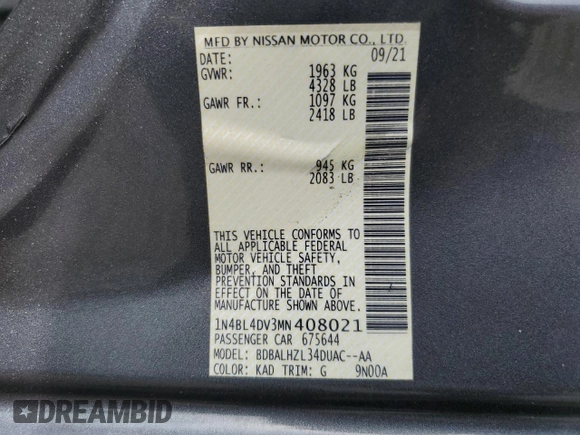 MFD BY NISSAN MOTOR CO., LTD.
DATE: 09/21
GVWR: 1963 KG
4328 LB
GAWR FR.: 1097 KG
2418 LB
GAWR RR.: 945 KG
2083 LB
THIS VEHICLE CONFORMS TO
ALL APPLICABLE FEDERAL
MOTOR VEHICLE SAFETY,
BUMPER, AND THEFT
PREVENTION STANDARDS IN
EFFECT ON THE DATE OF
MANUFACTURE SHOWN ABOVE.
1N4BL4DV3MN408021
PASSENGER CAR 675644
MODEL: BDBALHZL34DUAC--AA
COLOR: KAD TRIM: G 9N00A
DREAMBID